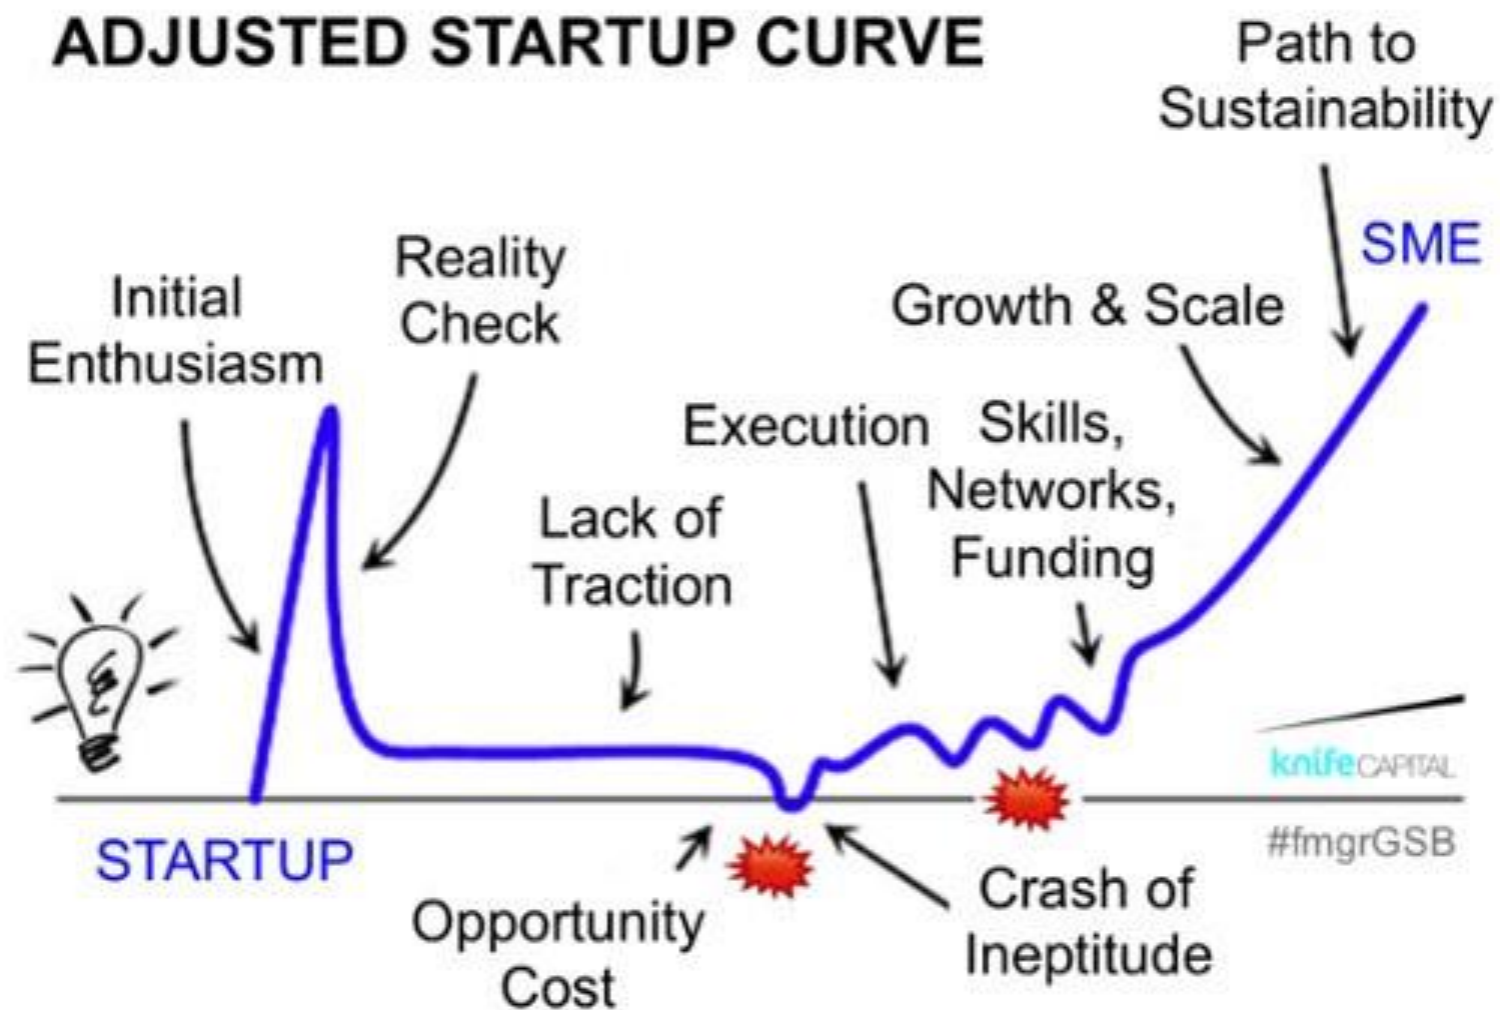 ADJUSTED STARTUP CURVE
Path to
Sustainability
SME
Initial
Enthusiasm
Reality
Check
Growth & Scale
Execution
Skills,
Networks,
Funding
Lack of
Traction
knifeCAPITAL
#fmgrGSB
STARTUP
Opportunity
Cost
Crash of
Ineptitude